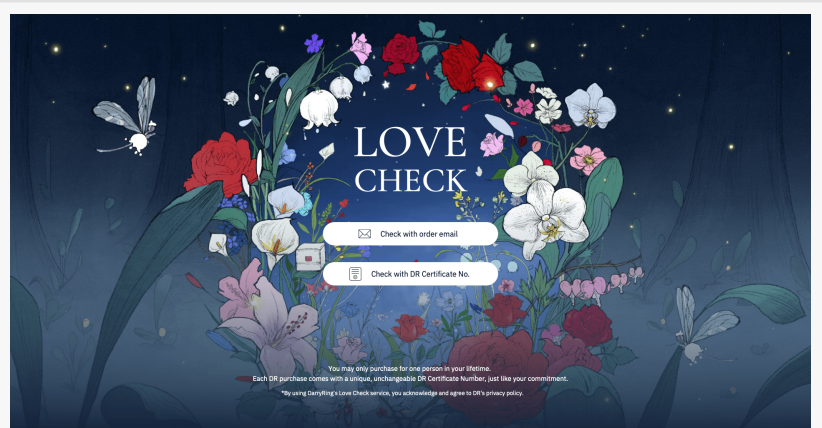 LOVE
CHECK
Check with order email
Check with DR Certificate No.
You may only purchase for one person in your lifetime.
Each DR purchase comes with a unique, unchangeable DR Certificate Number, just like your commitment.
*By using DarryRing's Love Check service, you acknowledge and agree to DR's privacy policy.